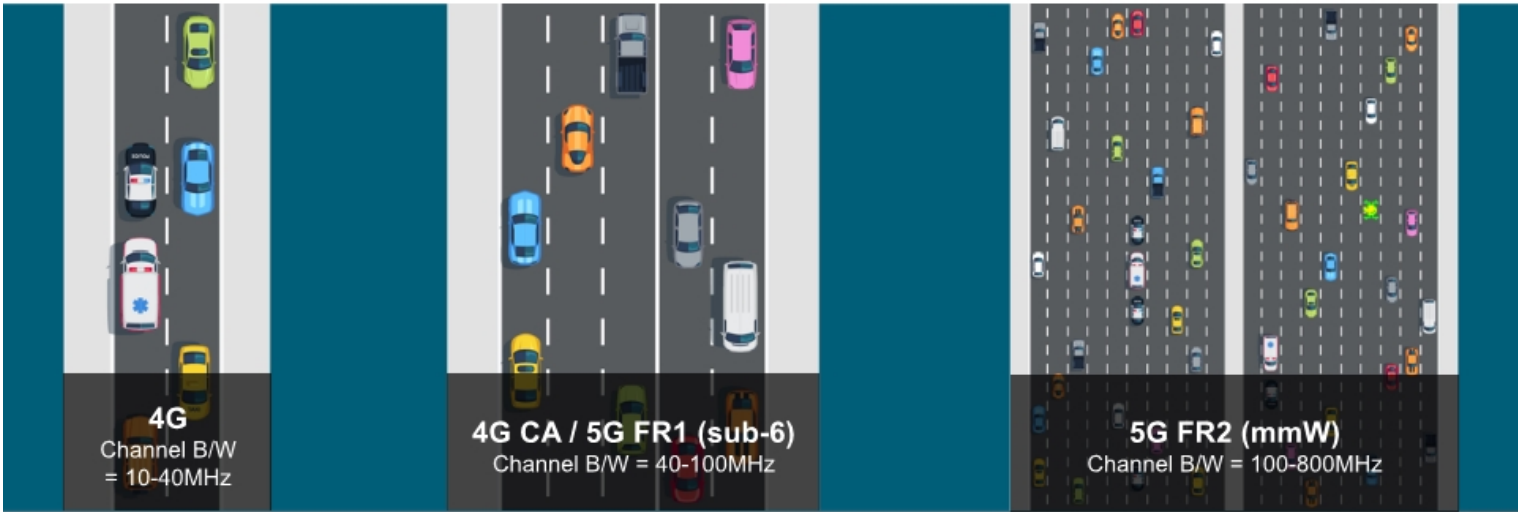 4G
Channel B/W
= 10-40MHz
4G CA / 5G FR1 (sub-6)
Channel B/W = 40-100MHz
5G FR2 (mmW)
Channel B/W = 100-800MHz
POLICE